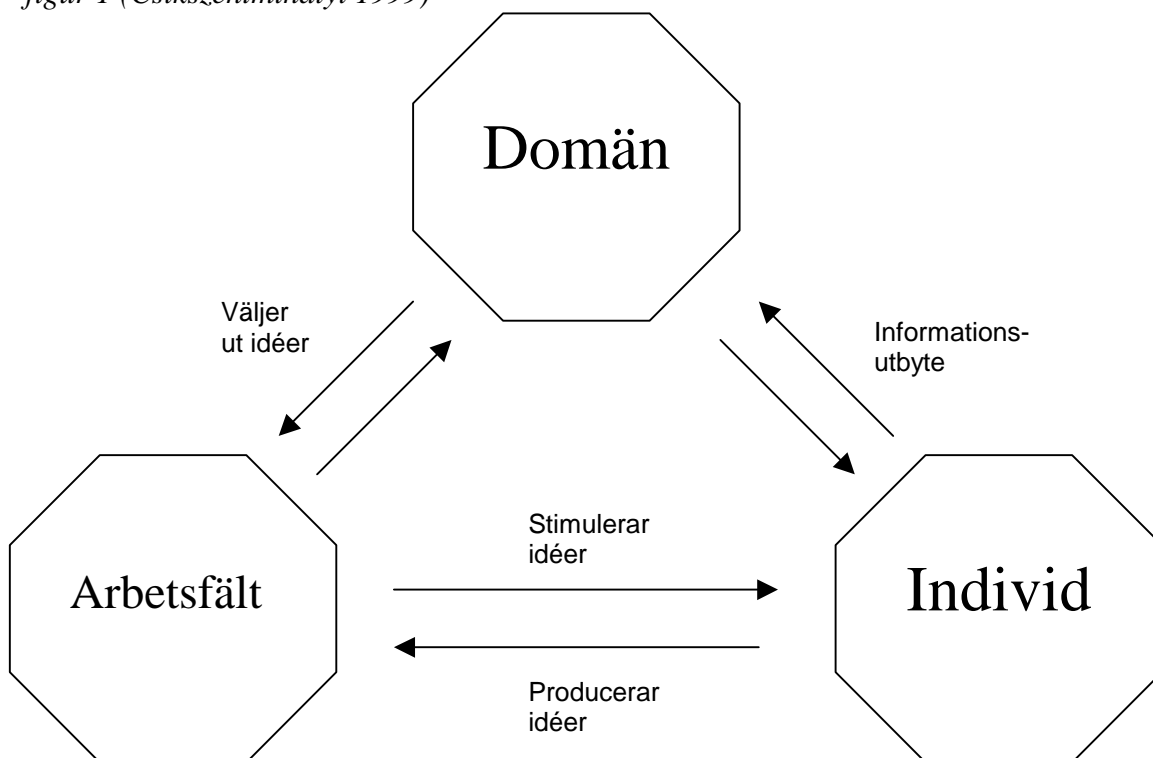 figur 1 (Csikszentmihalyi 1999)
Domän
Väljer
ut idéer
Informations-
utbyte
Stimulerar
idéer
Arbetsfält
Individ
Producerar
idéer